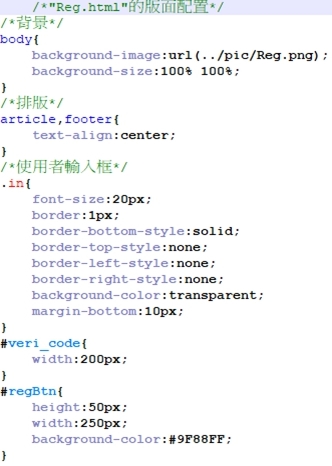 /*"Reg.html"的版面配置*/
/*背景*/
body{
background-image:url(../pic/Reg.png);
background-size:100% 100%;
}
/*排版*/
article,footer{
text-align:center;
}
/*使用者輸入框*/
.in{
font-size:20px;
border:1px;
border-bottom-style:solid;
border-top-style:none;
border-left-style:none;
border-right-style:none;
background-color:transparent;
margin-bottom:10px;
}
#veri_code{
width:200px;
}
#regBtn{
height:50px;
width:250px;
background-color:#9F88FF;
}